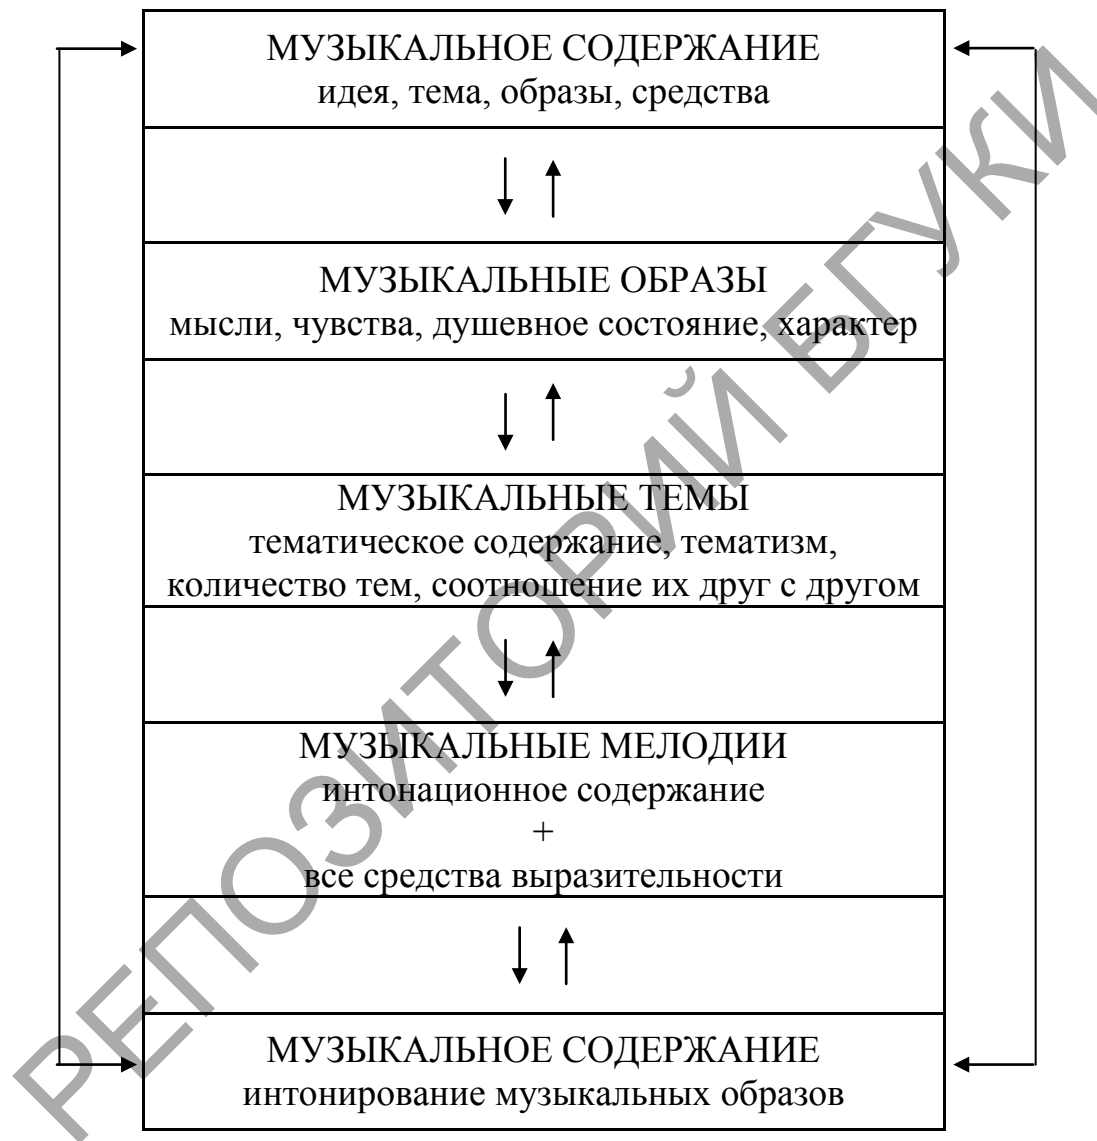 МУЗЫКАЛЬНОЕ СОДЕРЖАНИЕ
идея, тема, образы, средства
МУЗЫКАЛЬНЫЕ ОБРАЗЫ
мысли, чувства, душевное состояние, характер
МУЗЫКАЛЬНЫЕ ТЕМЫ
тематическое содержание, тематизм,
количество тем, соотношение их друг с другом
МУЗЫКАЛЬНЫЕ МЕЛОДИИ
интонационное содержание
+
все средства выразительности
МУЗЫКАЛЬНОЕ СОДЕРЖАНИЕ
интонирование музыкальных образов
РЕПОЗИТОРИЙ БГУКИ